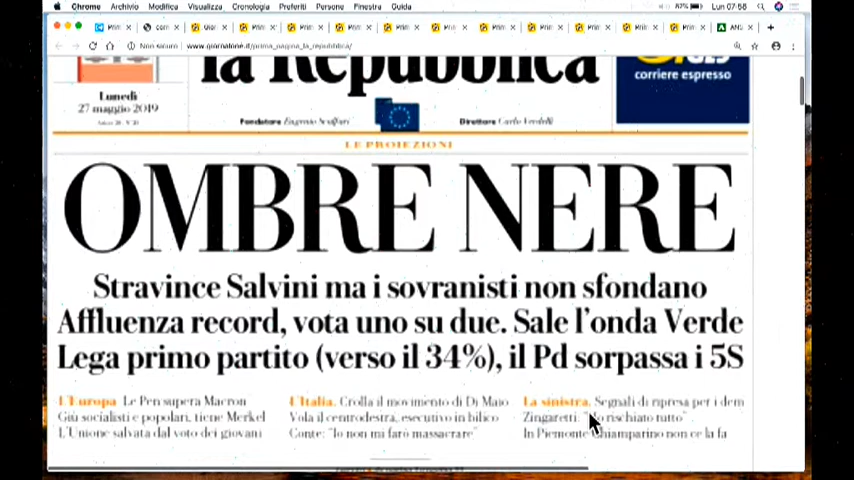 Chrome Archivio Modifica Visualizza Cronologia Preferiti Persone Finestra Guida 87% Lun 07:58
Non sicuro www.giornalone.it/prima_pagina_la_repubblica/
la Repubblica
corriere espresso
Lunedì
27 maggio 2019
Fondatore Eugenio Scalfari Direttore Carlo Verdelli
LE PROIEZIONI
OMBRE NERE
Stravince Salvini ma i sovranisti non sfondano
Affluenza record, vota uno su due. Sale l'onda Verde
Lega primo partito (verso il 34%), il Pd sorpassa i 5S
L'Europa Le Pen supera Macron
Giù socialisti e popolari, tiene Merkel
L'Unione salvata dal voto dei giovani
L'Italia. Crolla il movimento di Di Maio
Vola il centrodestra, esecutivo in bilico
Conte: "Io non mi farò massacrare"
La sinistra. Segnali di ripresa per i dem
Zingaretti: rischiato tutto"
In Piemonte Chiamparino non ce la fa